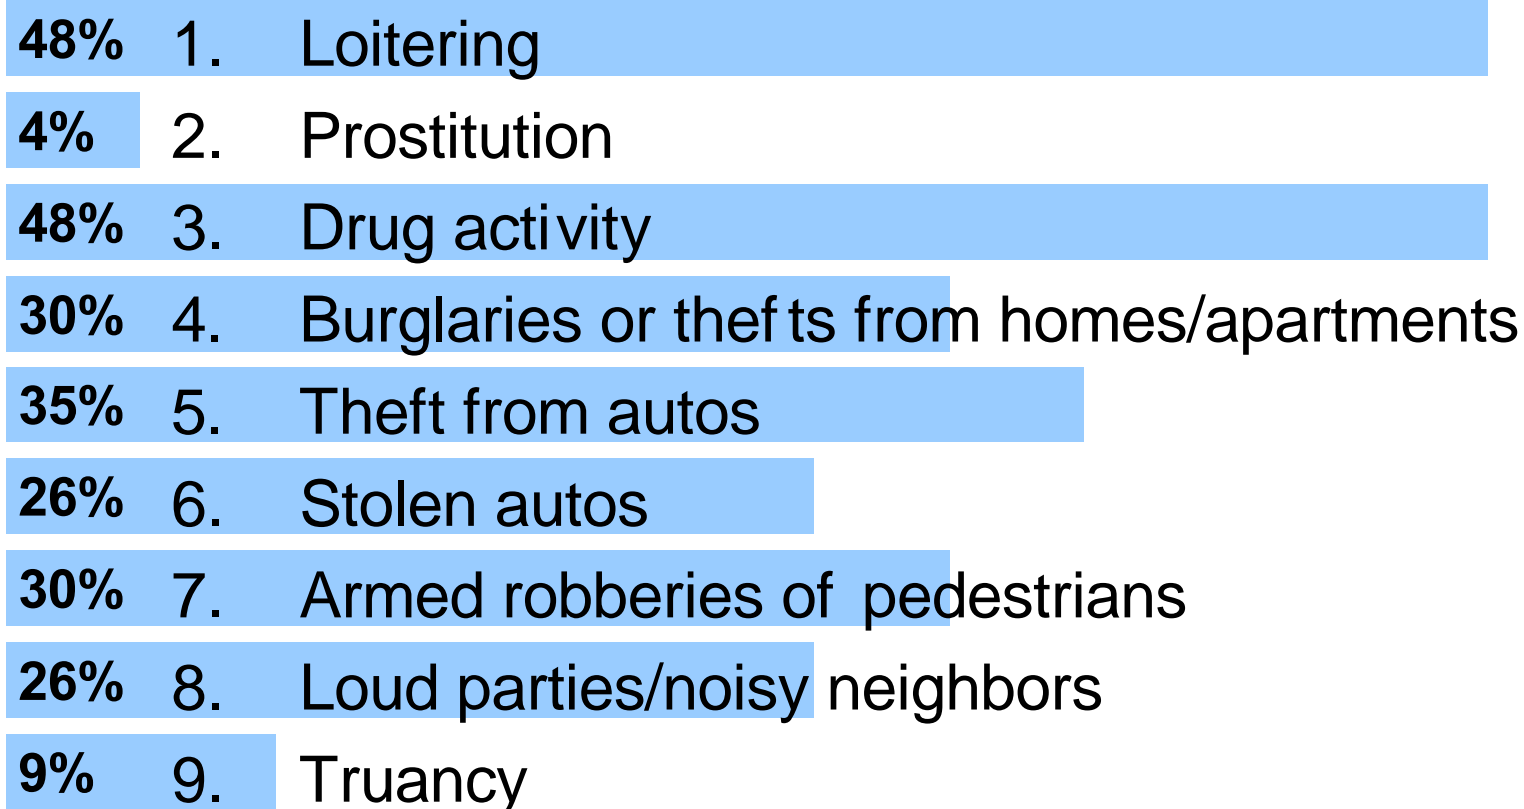 48% 1. Loitering
4% 2. Prostitution
48% 3. Drug activity
30% 4. Burglaries or thefts from homes/apartments
35% 5. Theft from autos
26% 6. Stolen autos
30% 7. Armed robberies of pedestrians
26% 8. Loud parties/noisy neighbors
9% 9. Truancy